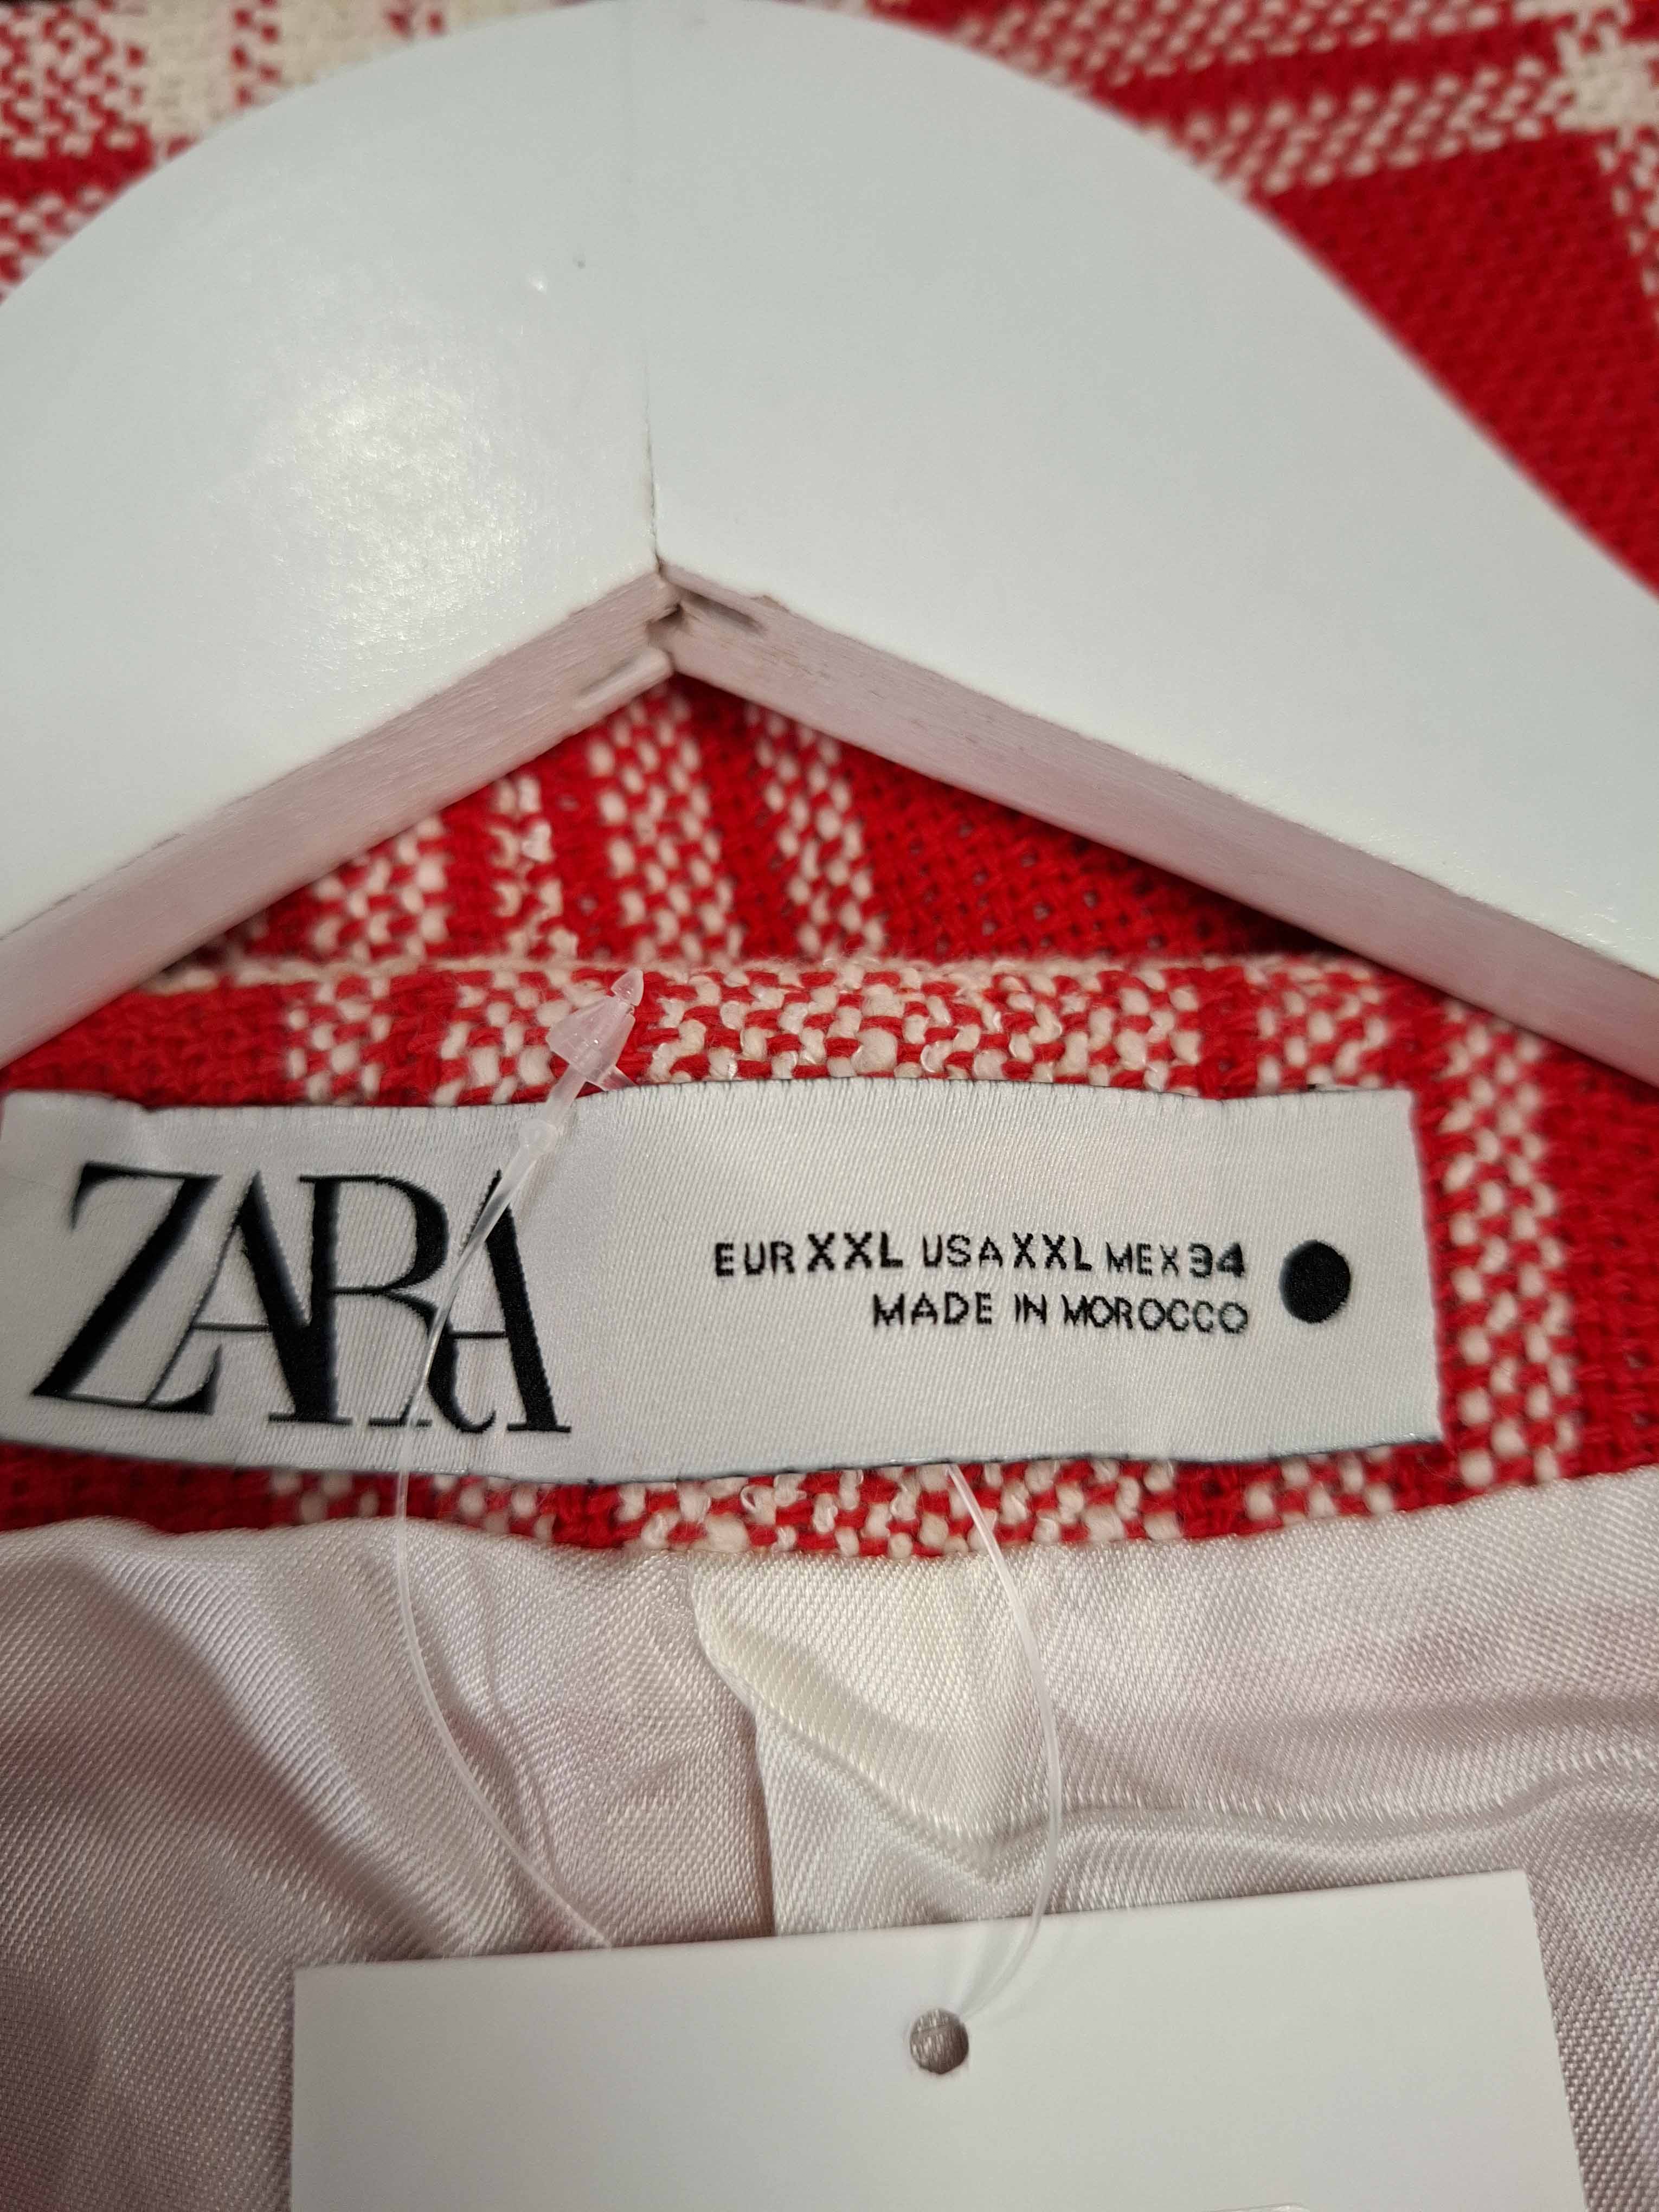 ZARA
EUR XXL USA XXL MEX 34
MADE IN MOROCCO